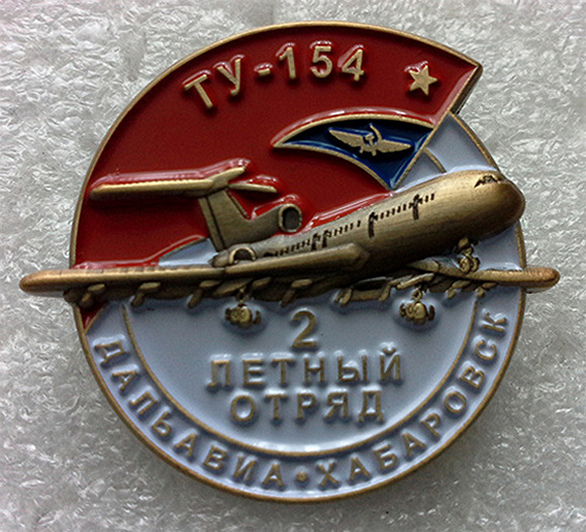 ТУ-154
2
ЛЕТНЫЙ
ОТРЯД
ДАЛЬАВИА • ХАБАРОВСК